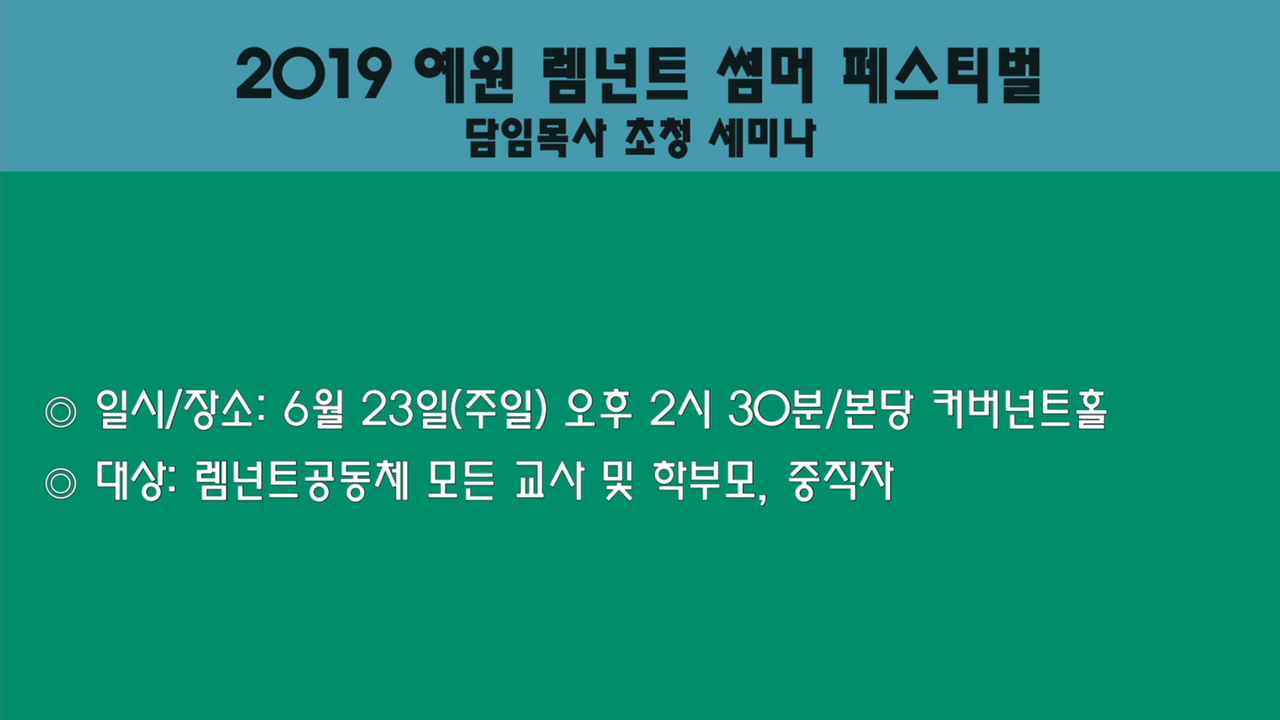 2019 예원 렘넌트 썸머 페스티벌
담임목사 초청 세미나
◎ 일시/장소: 6월 23일(주일) 오후 2시 30분/본당 커버넌트홀
◎ 대상: 렘넌트공동체 모든 교사 및 학부모, 중직자